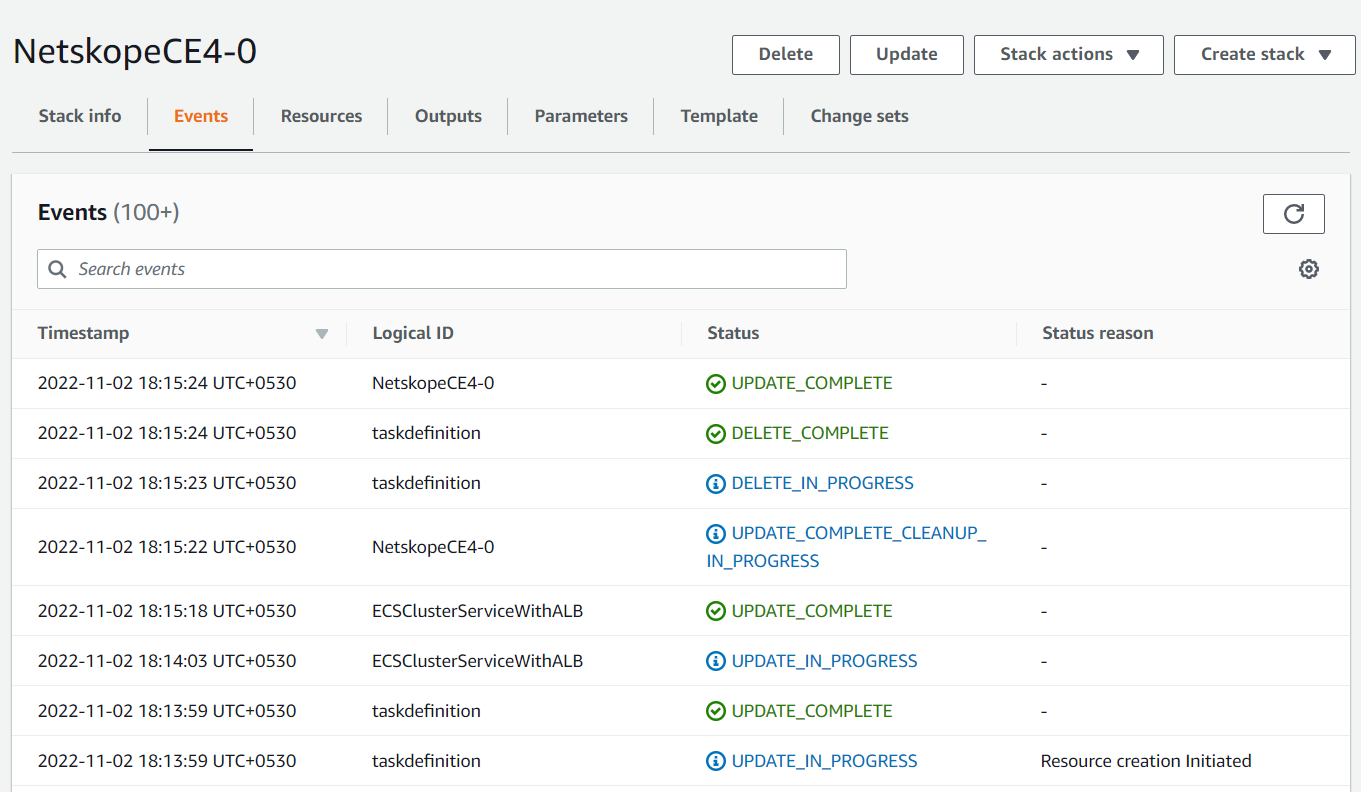 NetskopeCE4-0
Delete Update Stack actions Create stack
Stack info Events Resources Outputs Parameters Template Change sets
Events (100+)
Search events
Timestamp Logical ID Status Status reason
2022-11-02 18:15:24 UTC+0530 NetskopeCE4-0 UPDATE_COMPLETE -
2022-11-02 18:15:24 UTC+0530 taskdefinition DELETE_COMPLETE -
2022-11-02 18:15:23 UTC+0530 taskdefinition DELETE_IN_PROGRESS -
2022-11-02 18:15:22 UTC+0530 NetskopeCE4-0 UPDATE_COMPLETE_CLEANUP_
IN_PROGRESS -
2022-11-02 18:15:18 UTC+0530 ECSClusterServiceWithALB UPDATE_COMPLETE -
2022-11-02 18:14:03 UTC+0530 ECSClusterServiceWithALB UPDATE_IN_PROGRESS -
2022-11-02 18:13:59 UTC+0530 taskdefinition UPDATE_COMPLETE -
2022-11-02 18:13:59 UTC+0530 taskdefinition UPDATE_IN_PROGRESS Resource creation Initiated